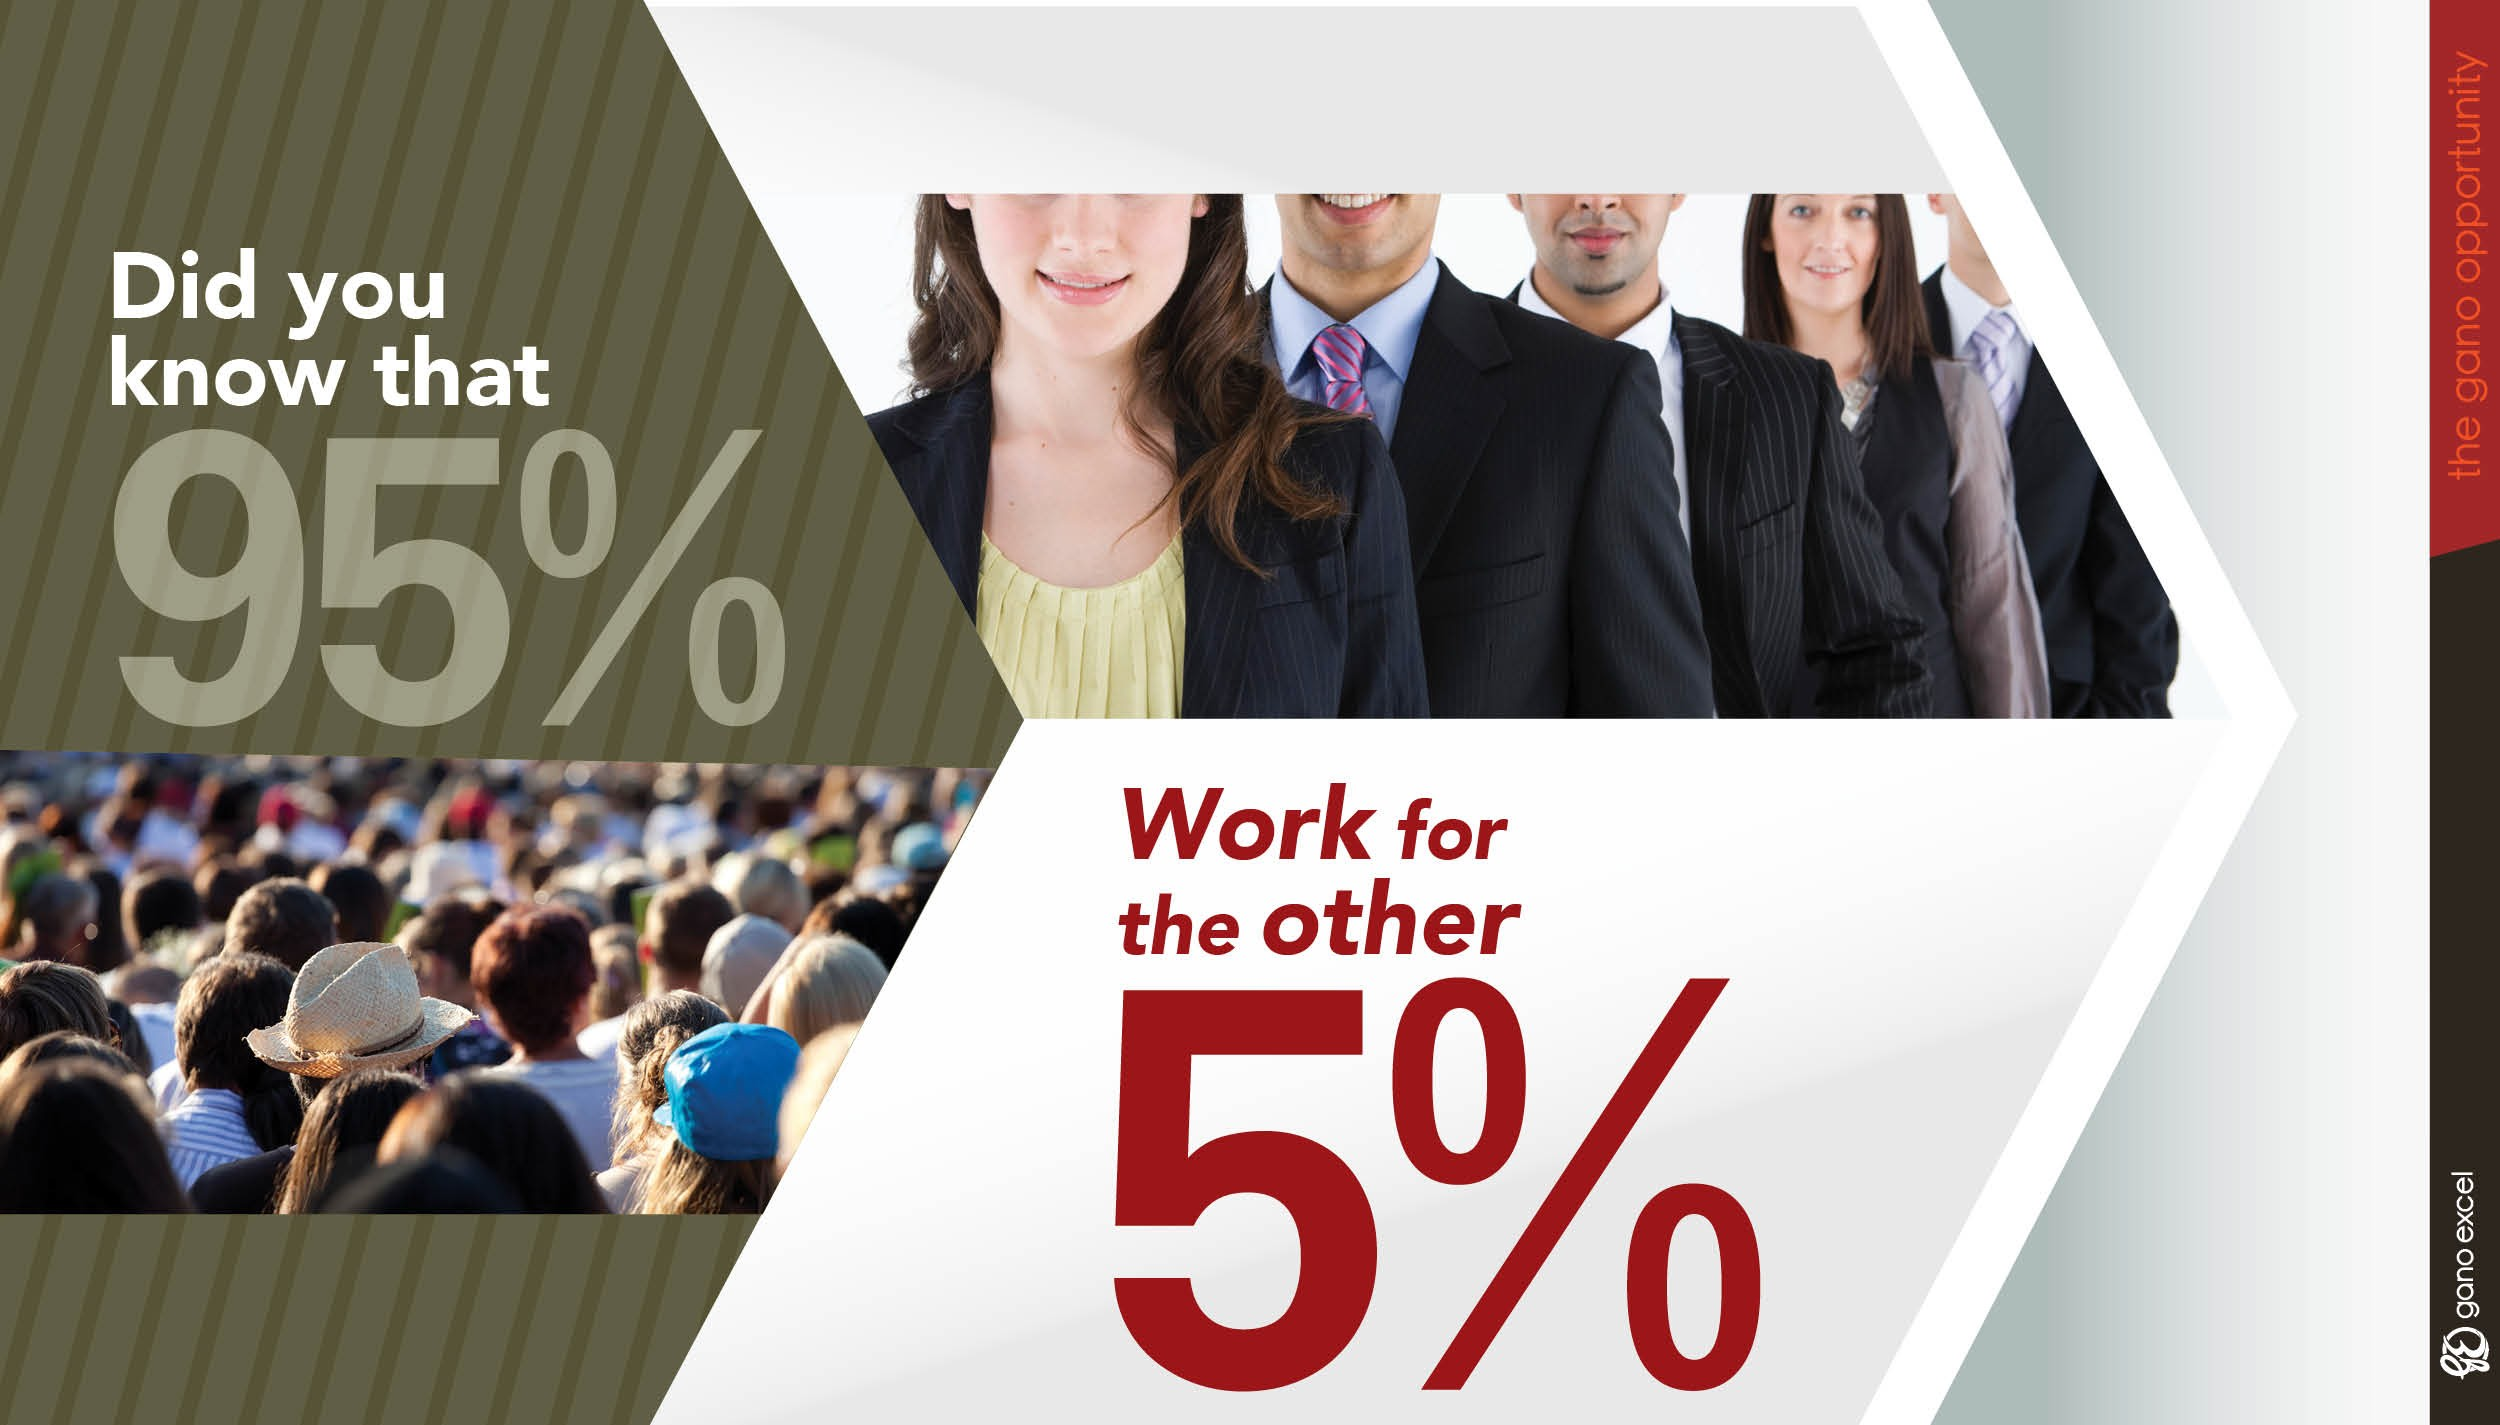 Did you
know that
95%
Work for
the other
5%
the gano opportunity
gano excel